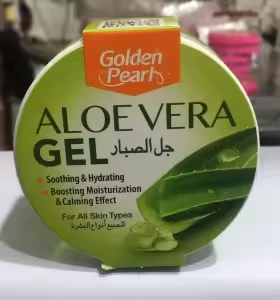 Golden
Pearl
ALOE VERA
GEL جل الصبار
Soothing & Hydrating
Boosting Moisturization
& Calming Effect
For All Skin Types
لجميع أنواع البشرة